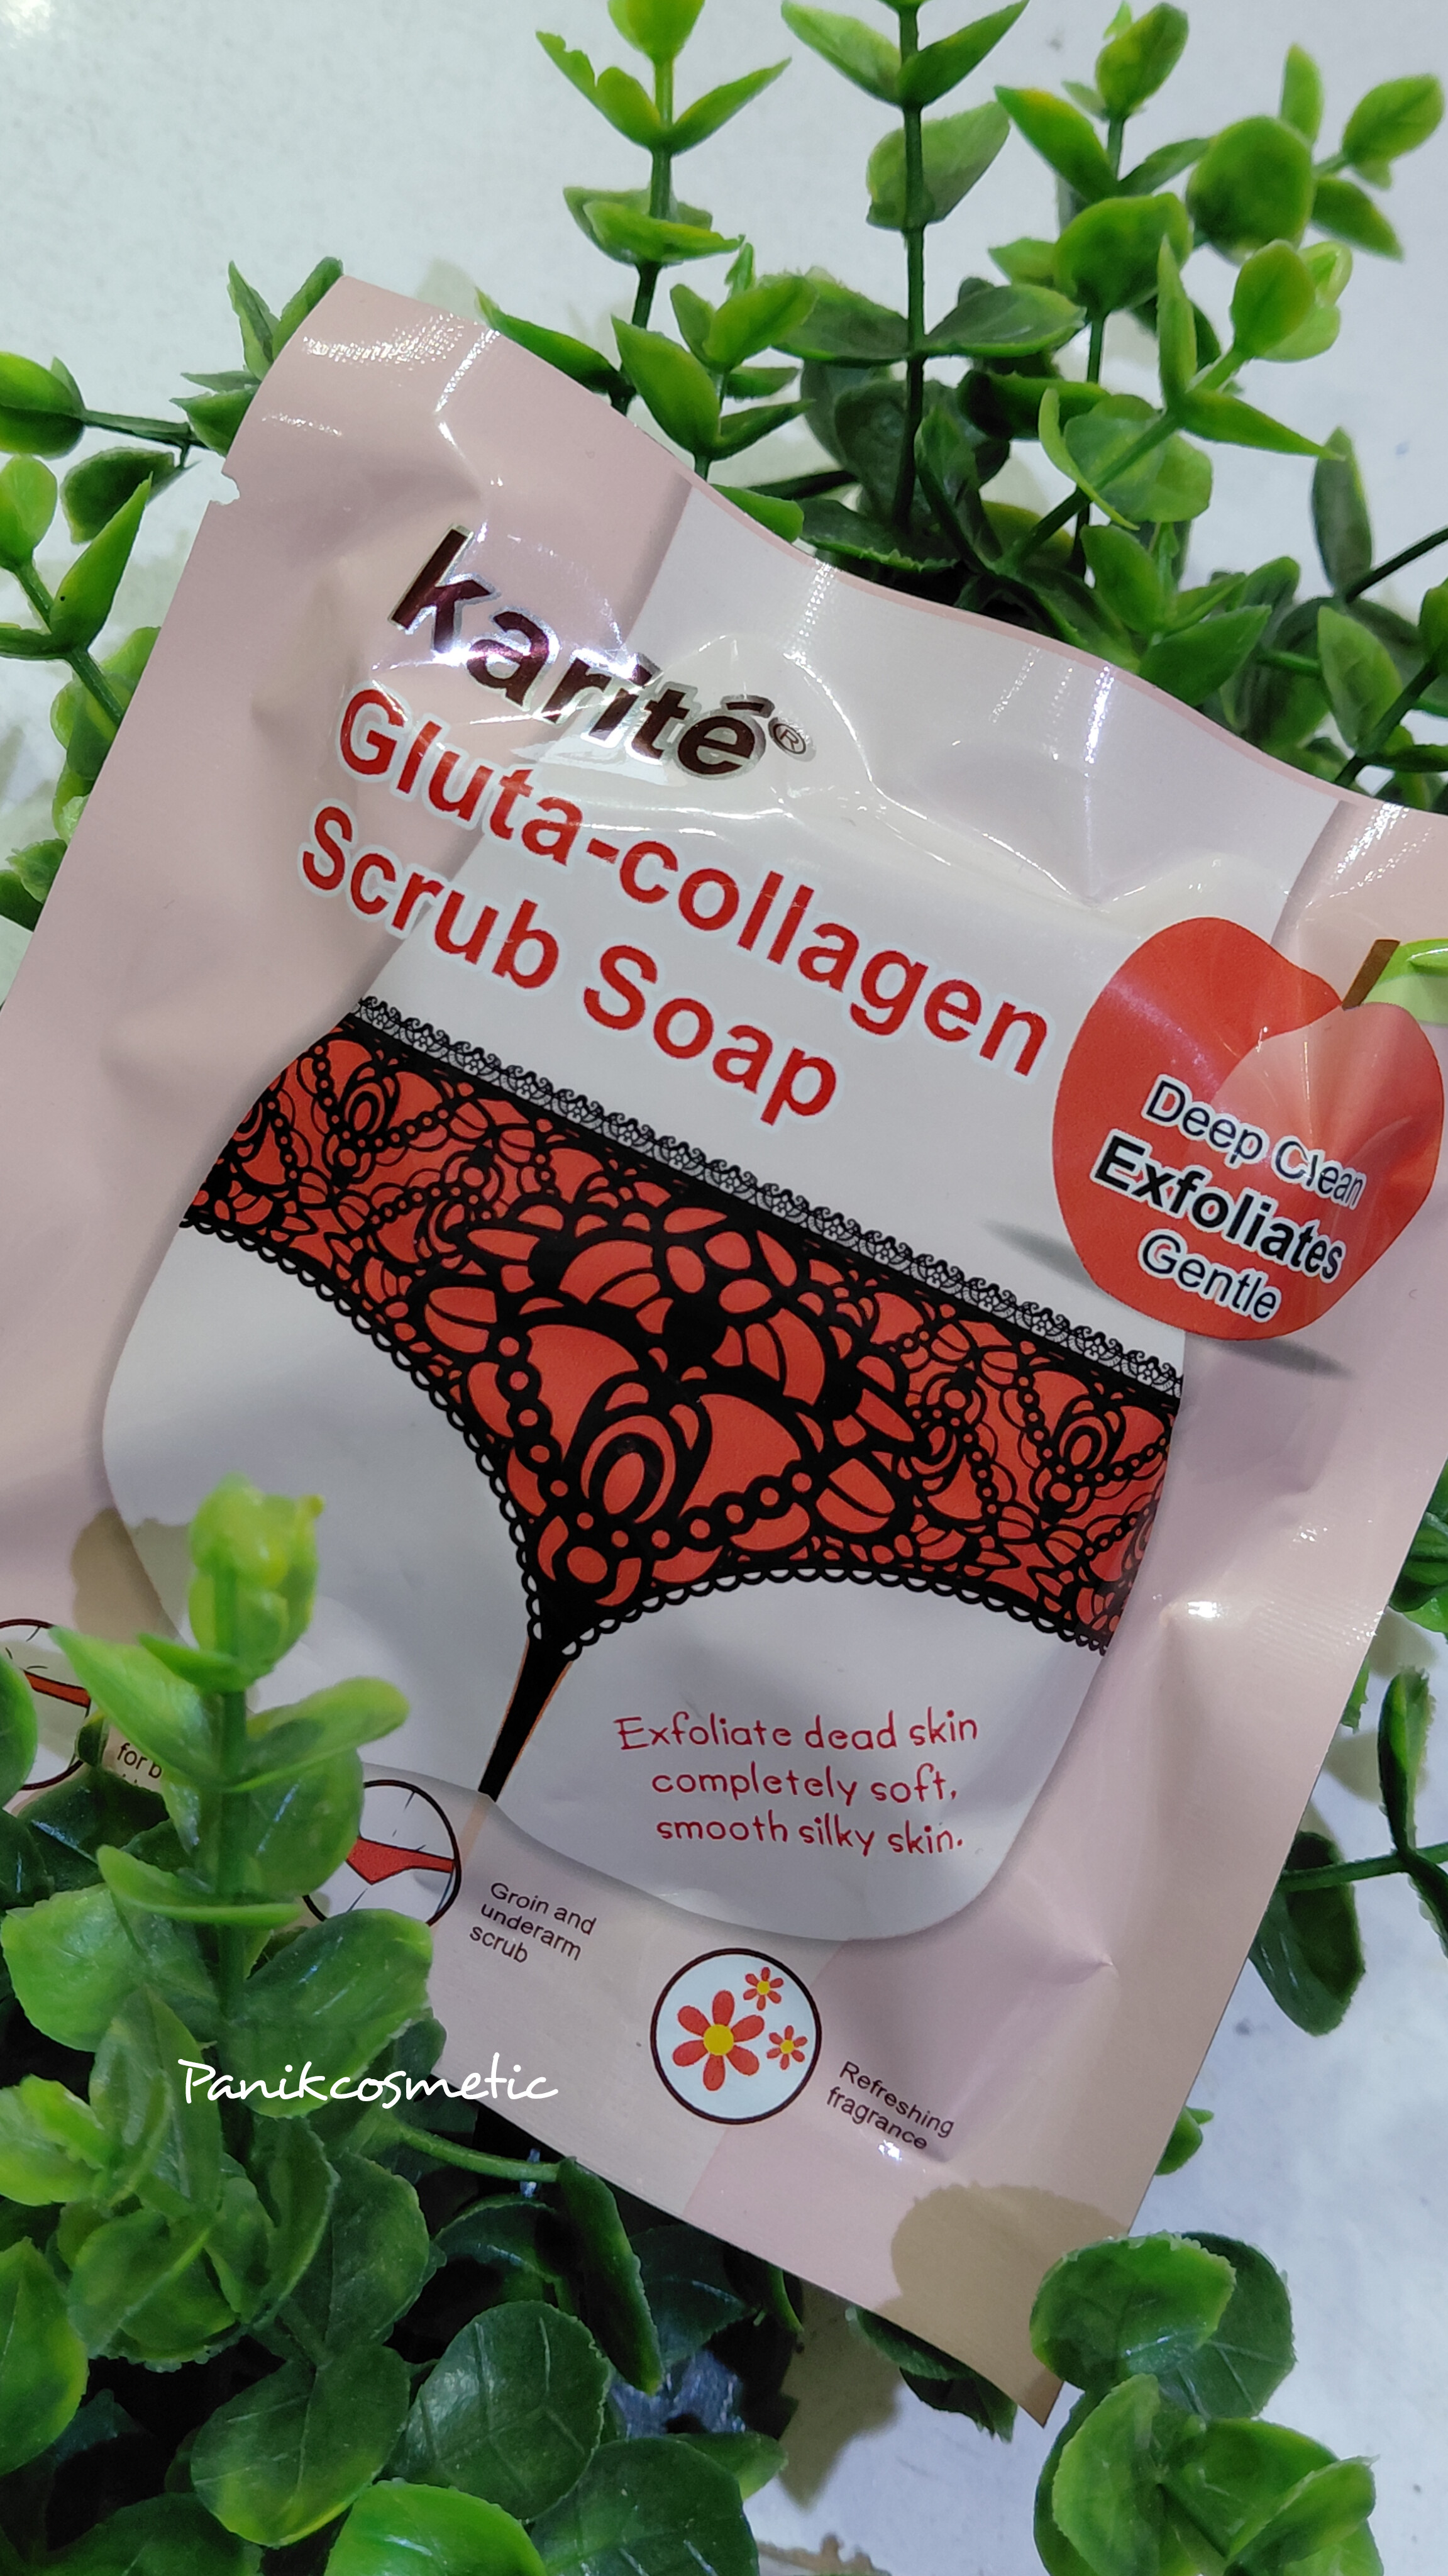 karité®
Gluta-collagen
Scrub Soap
Deep Clean
Exfoliates
Gentle
Exfoliate dead skin
completely soft,
smooth silky skin.
for b
Groin and
underarm
scrub
Refreshing
fragrance
Panikcosmetic